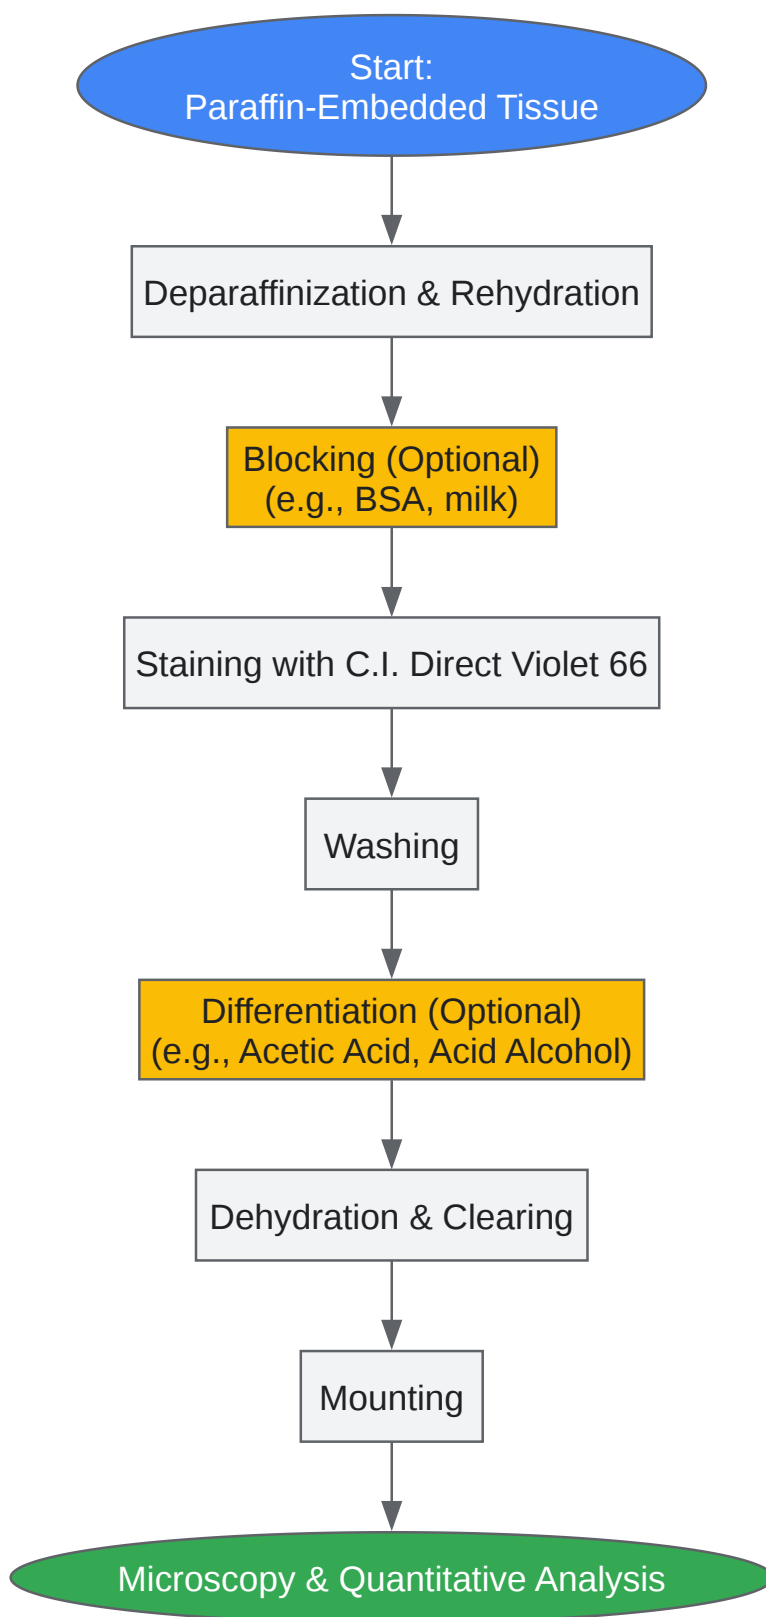 Start:
Paraffin-Embedded Tissue
Deparaffinization & Rehydration
Blocking (Optional)
(e.g., BSA, milk)
Staining with C.I. Direct Violet 66
Washing
Differentiation (Optional)
(e.g., Acetic Acid, Acid Alcohol)
Dehydration & Clearing
Mounting
Microscopy & Quantitative Analysis